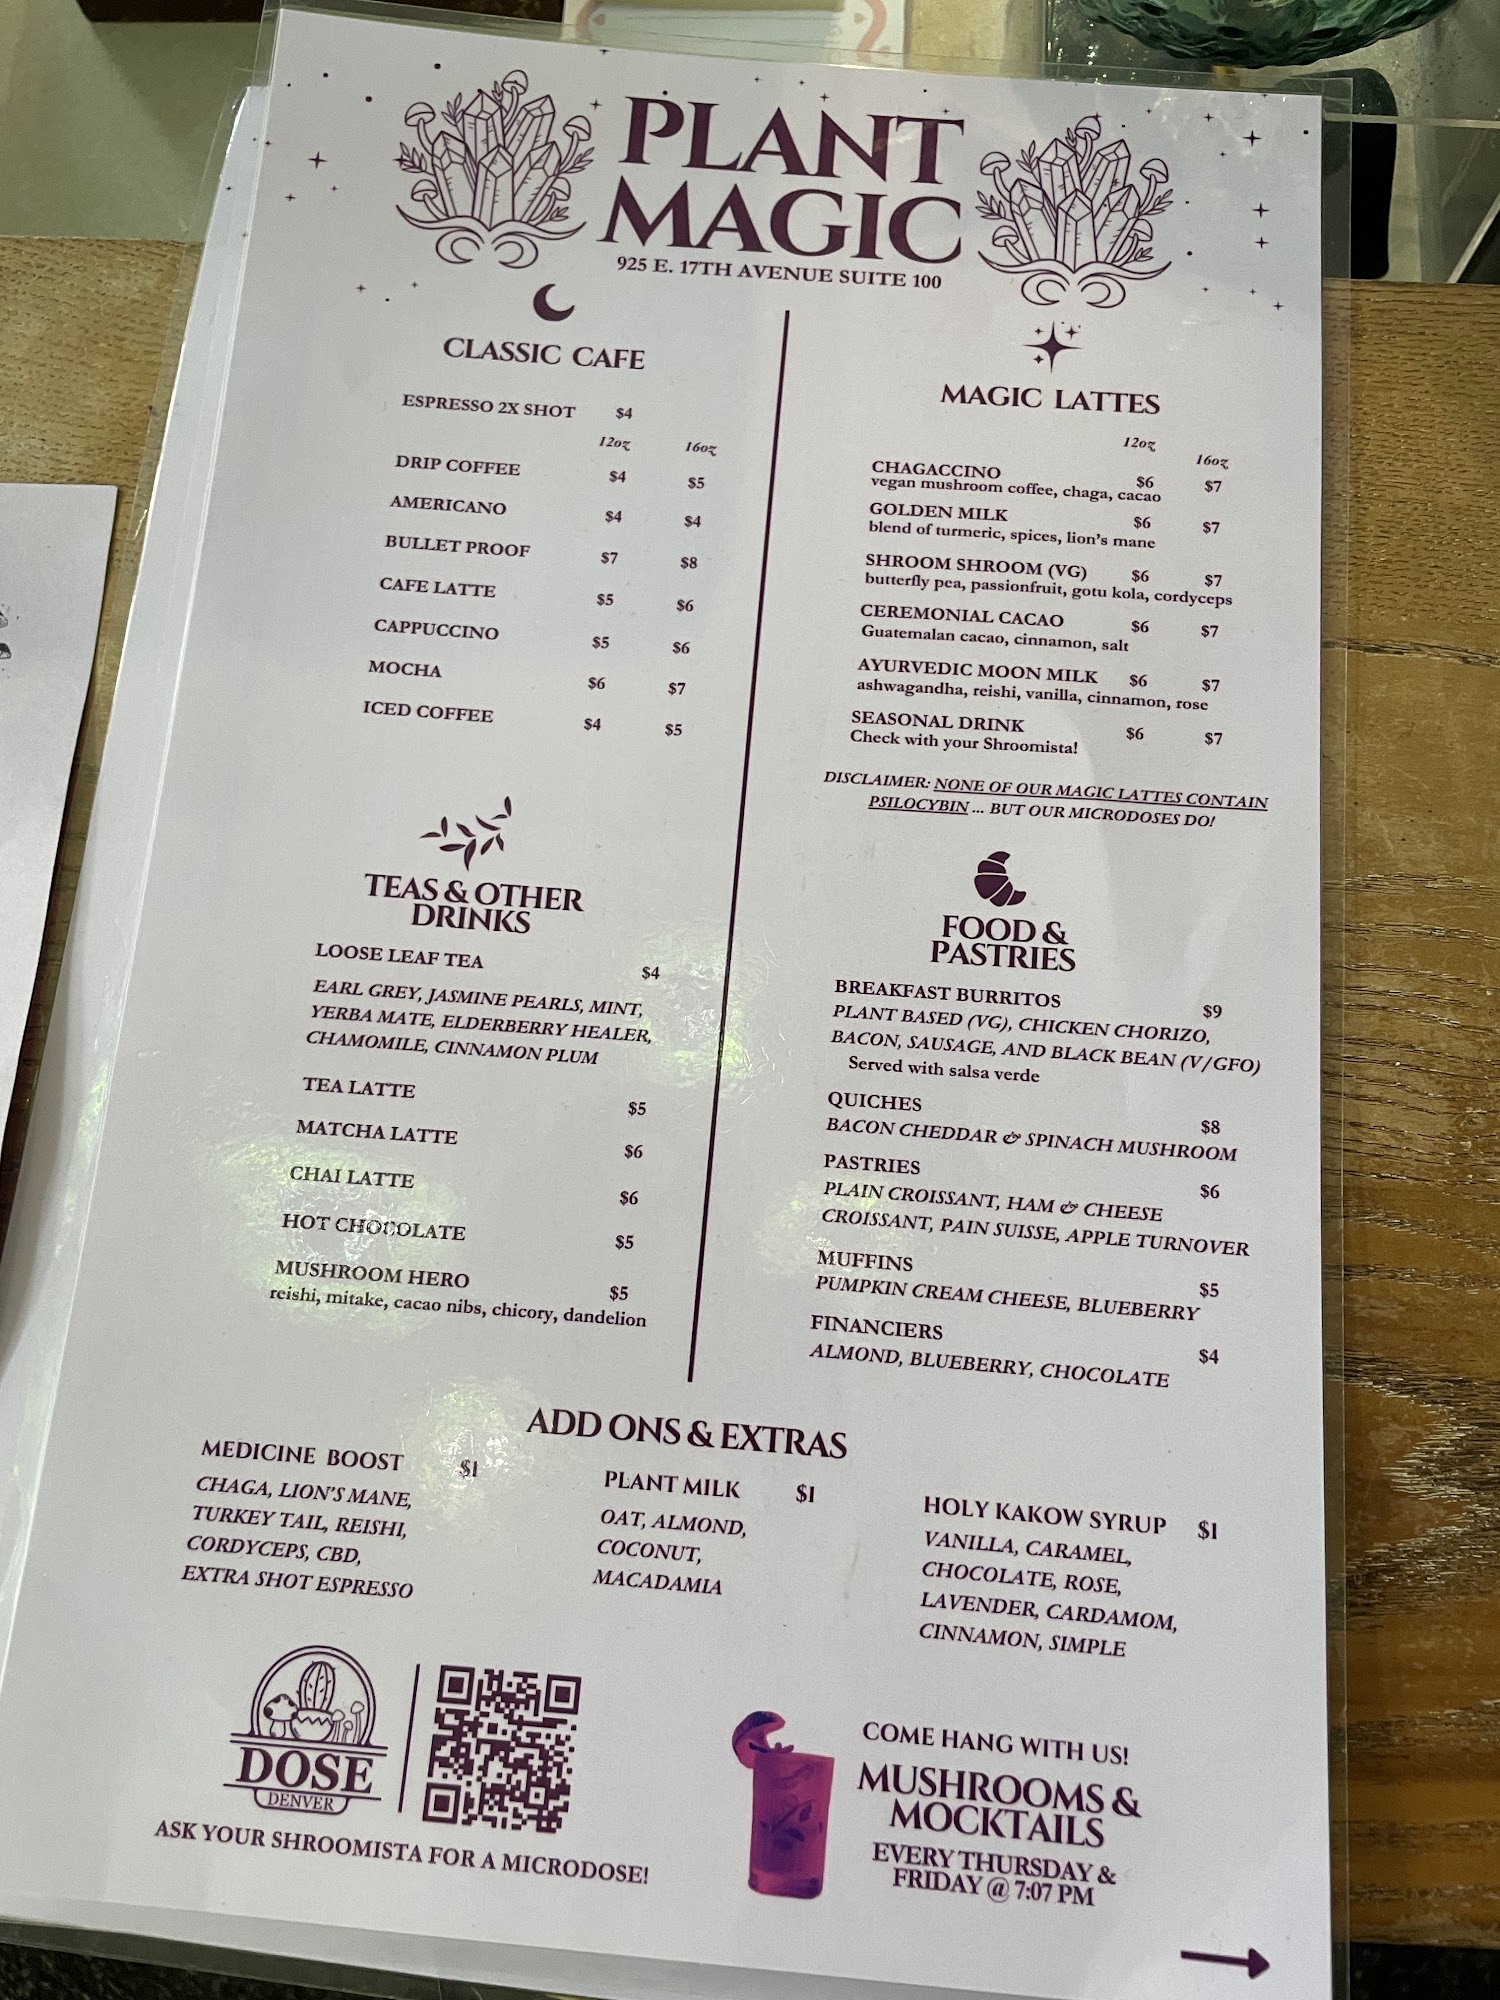 PLANT
MAGIC
925 E. 17TH AVENUE SUITE 100
CLASSIC CAFE
ESPRESSO 2X SHOT $4
12oz 16oz
DRIP COFFEE $4 $5
AMERICANO $4 $4
BULLET PROOF $7 $8
CAFE LATTE $5 $6
CAPPUCCINO $5 $6
MOCHA $6 $7
ICED COFFEE $4 $5
TEAS & OTHER
DRINKS
LOOSE LEAF TEA $4
EARL GREY, JASMINE PEARLS, MINT,
YERBA MATE, ELDERBERRY HEALER,
CHAMOMILE, CINNAMON PLUM
TEA LATTE $5
MATCHA LATTE $6
CHAI LATTE $6
HOT CHOCOLATE $5
MUSHROOM HERO $5
reishi, mitake, cacao nibs, chicory, dandelion
MAGIC LATTES
12oz 16oz
CHAGACCINO $6 $7
vegan mushroom coffee, chaga, cacao
GOLDEN MILK $6 $7
blend of turmeric, spices, lion's mane
SHROOM SHROOM (VG) $6 $7
butterfly pea, passionfruit, gotu kola, cordyceps
CEREMONIAL CACAO $6 $7
Guatemalan cacao, cinnamon, salt
AYURVEDIC MOON MILK $6 $7
ashwagandha, reishi, vanilla, cinnamon, rose
SEASONAL DRINK $6 $7
Check with your Shroomista!
DISCLAIMER: NONE OF OUR MAGIC LATTES CONTAIN
PSILOCYBIN ... BUT OUR MICRODOSES DO!
FOOD &
PASTRIES
BREAKFAST BURRITOS $9
PLANT BASED (VG), CHICKEN CHORIZO,
BACON, SAUSAGE, AND BLACK BEAN (V/GFO)
Served with salsa verde
QUICHES $8
BACON CHEDDAR & SPINACH MUSHROOM
PASTRIES $6
PLAIN CROISSANT, HAM & CHEESE
CROISSANT, PAIN SUISSE, APPLE TURNOVER
MUFFINS $5
PUMPKIN CREAM CHEESE, BLUEBERRY
FINANCIERS $4
ALMOND, BLUEBERRY, CHOCOLATE
ADD ONS & EXTRAS
MEDICINE BOOST $1
CHAGA, LION'S MANE,
TURKEY TAIL, REISHI,
CORDYCEPS, CBD,
EXTRA SHOT ESPRESSO
PLANT MILK $1
OAT, ALMOND,
COCONUT,
MACADAMIA
HOLY KAKOW SYRUP $1
VANILLA, CARAMEL,
CHOCOLATE, ROSE,
LAVENDER, CARDAMOM,
CINNAMON, SIMPLE
DOSE
DENVER
ASK YOUR SHROOMISTA FOR A MICRODOSE!
COME HANG WITH US!
MUSHROOMS &
MOCKTAILS
EVERY THURSDAY &
FRIDAY @ 7:07 PM